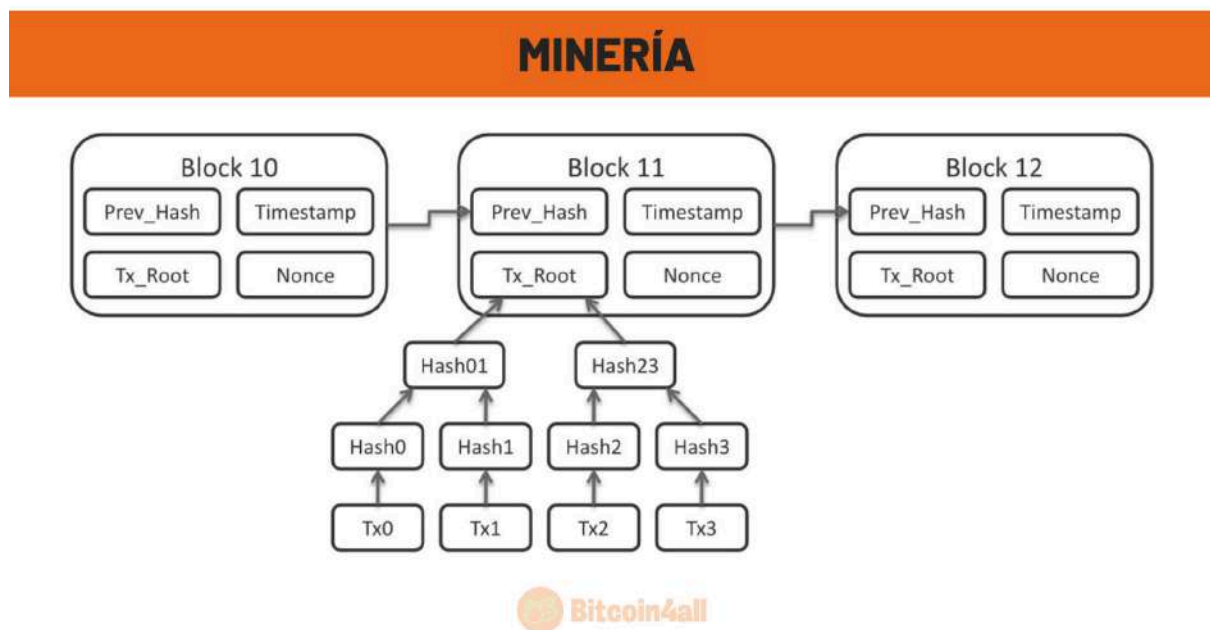 MINERÍA
Block 10 Block 11 Block 12
Prev_Hash Timestamp Prev_Hash Timestamp Prev_Hash Timestamp
Tx_Root Nonce Tx_Root Nonce Tx_Root Nonce
Hash01 Hash23
Hash0 Hash1 Hash2 Hash3
Tx0 Tx1 Tx2 Tx3
Bitcoin4all